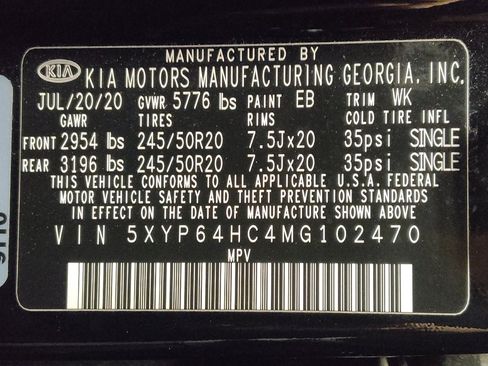 MANUFACTURED BY
KIA KIA MOTORS MANUFACTURING GEORGIA, INC.
JUL/20/20 GVWR 5776 lbs PAINT EB TRIM WK
GAWR TIRES RIMS COLD TIRE INFL
FRONT 2954 lbs 245/50R20 7.5Jx20 35psi SINGLE
REAR 3196 lbs 245/50R20 7.5Jx20 35psi SINGLE
THIS VEHICLE CONFORMS TO ALL APPLICABLE U.S.A. FEDERAL
MOTOR VEHICLE SAFETY AND THEFT PREVENTION STANDARDS
IN EFFECT ON THE DATE OF MANUFACTURE SHOWN ABOVE.
VIN 5XYP64HC4MG102470
MPV